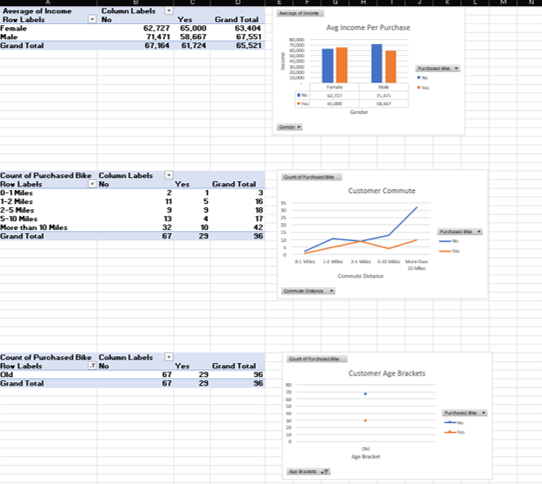 A B C D E F G H I J K L M N
Average of Income Column Labels
Row Labels No Yes Grand Total
Female 62,727 65,000 63,404
Male 71,471 58,667 67,551
Grand Total 67,164 61,724 65,521
Average of Income
Avg Income Per Purchase
80,000
70,000
60,000
50,000
40,000
30,000
20,000
10,000
Income
Female Male
No 62,727 71,471
Yes 65,000 58,667
Gender
Purchased Bike
No
Yes
Gender
Count of Purchased Bike Column Labels
Row Labels No Yes Grand Total
0-1 Miles 2 1 3
1-2 Miles 11 5 16
2-5 Miles 9 9 18
5-10 Miles 13 4 17
More than 10 Miles 32 10 42
Grand Total 67 29 96
Count of Purchased Bike
Customer Commute
35
30
25
20
15
10
5
0
0-1 Miles 1-2 Miles 2-5 Miles 5-10 Miles More than
10 Miles
Commute Distance
Purchased Bike
No
Yes
Commute Distance
Count of Purchased Bike Column Labels
Row Labels No Yes Grand Total
Old 67 29 96
Grand Total 67 29 96
Count of Purchased Bike
Customer Age Brackets
80
70
60
50
40
30
20
10
0
Old
Age Bracket
Purchased Bike
No
Yes
Age Brackets